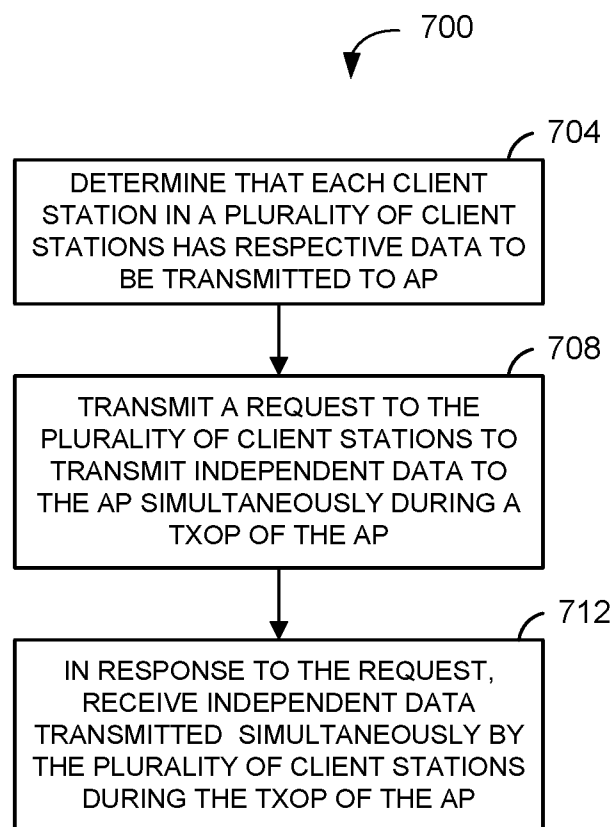 700
704
DETERMINE THAT EACH CLIENT
STATION IN A PLURALITY OF CLIENT
STATIONS HAS RESPECTIVE DATA TO
BE TRANSMITTED TO AP
708
TRANSMIT A REQUEST TO THE
PLURALITY OF CLIENT STATIONS TO
TRANSMIT INDEPENDENT DATA TO
THE AP SIMULTANEOUSLY DURING A
TXOP OF THE AP
712
IN RESPONSE TO THE REQUEST,
RECEIVE INDEPENDENT DATA
TRANSMITTED SIMULTANEOUSLY BY
THE PLURALITY OF CLIENT STATIONS
DURING THE TXOP OF THE AP